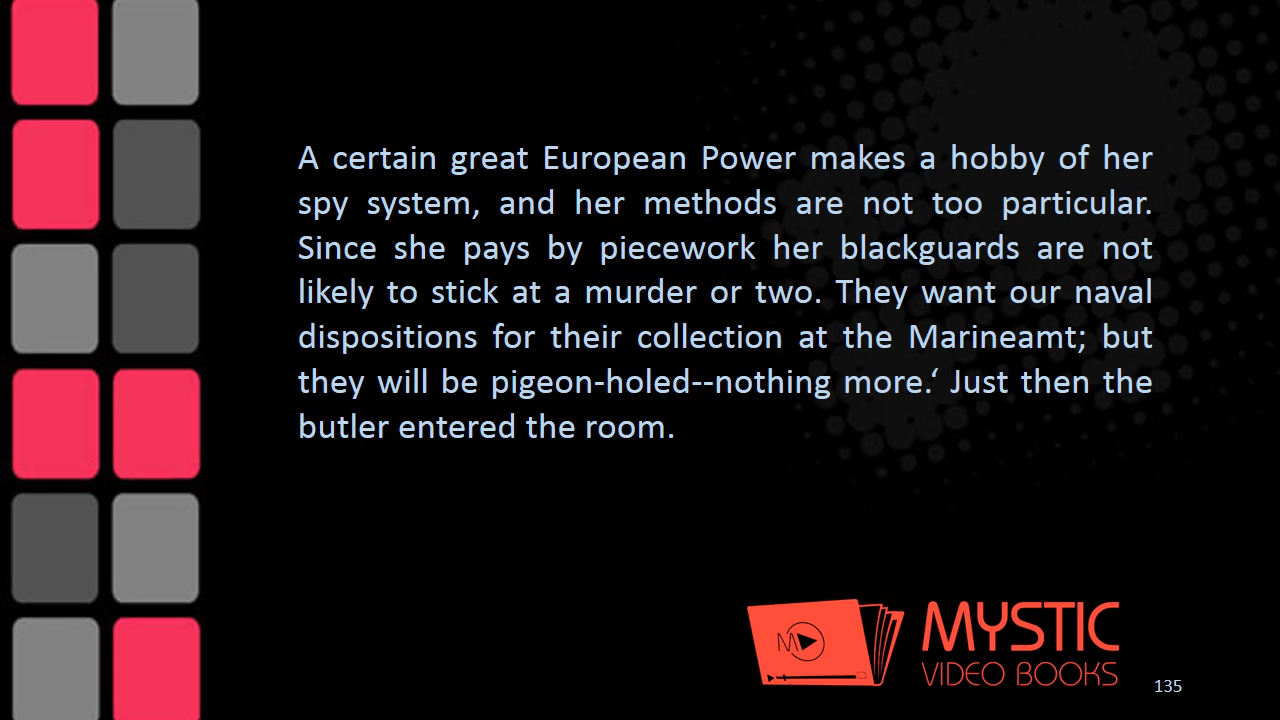 A certain great European Power makes a hobby of her
spy system, and her methods are not too particular.
Since she pays by piecework her blackguards are not
likely to stick at a murder or two. They want our naval
dispositions for their collection at the Marineamt; but
they will be pigeon-holed--nothing more.‘ Just then the
butler entered the room.
M
MYSTIC
VIDEO BOOKS
135